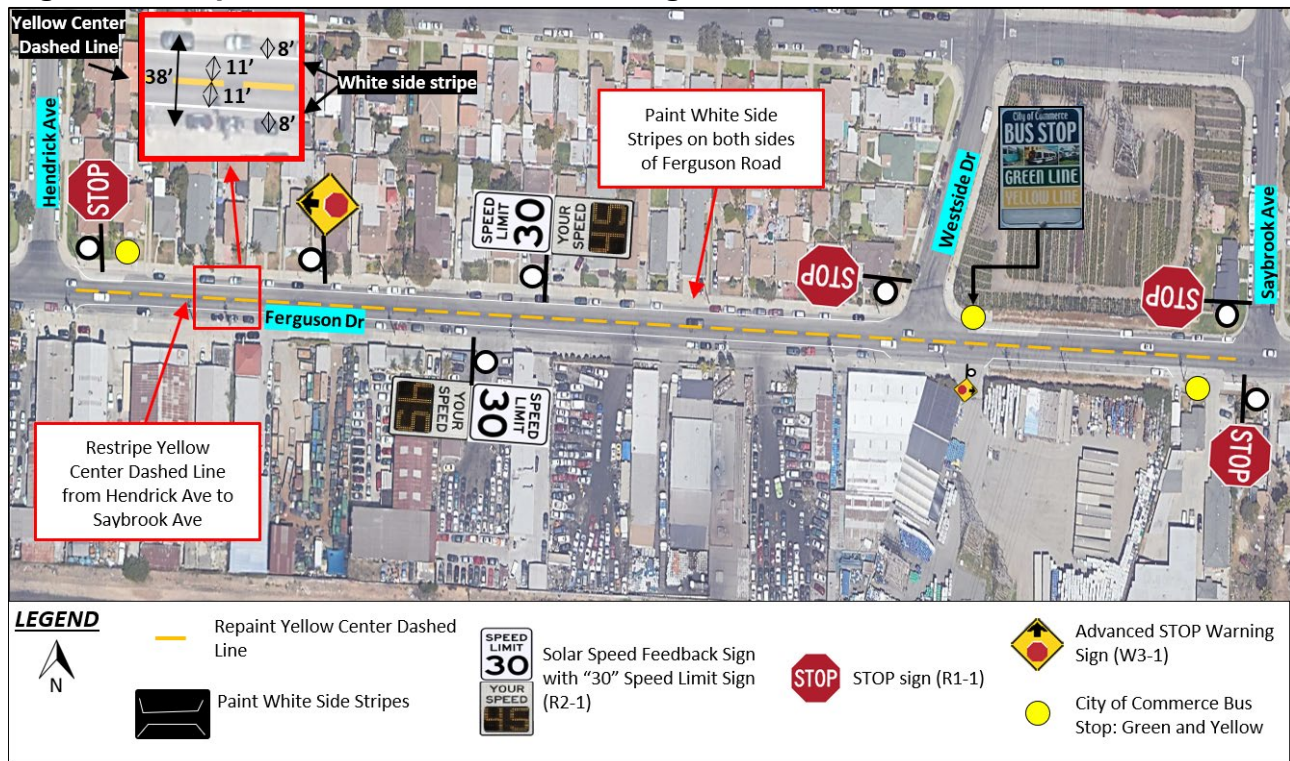 Yellow Center
Dashed Line
38'
11'
11'
8'
8'
White side stripe
Hendrick Ave
STOP
SPEED
LIMIT
30
YOUR
SPEED
45
Paint White Side
Stripes on both sides
of Ferguson Road
STOP
Westside Dr
City of Commerce
BUS STOP
GREEN LINE
YELLOW LINE
STOP
Saybrook Ave
Ferguson Dr
45
YOUR
SPEED
SPEED
LIMIT
30
STOP
Restripe Yellow
Center Dashed Line
from Hendrick Ave to
Saybrook Ave
LEGEND
N
Repaint Yellow Center Dashed
Line
Paint White Side Stripes
SPEED
LIMIT
30
YOUR
SPEED
45
Solar Speed Feedback Sign
with “30” Speed Limit Sign
(R2-1)
STOP
STOP sign (R1-1)
Advanced STOP Warning
Sign (W3-1)
City of Commerce Bus
Stop: Green and Yellow